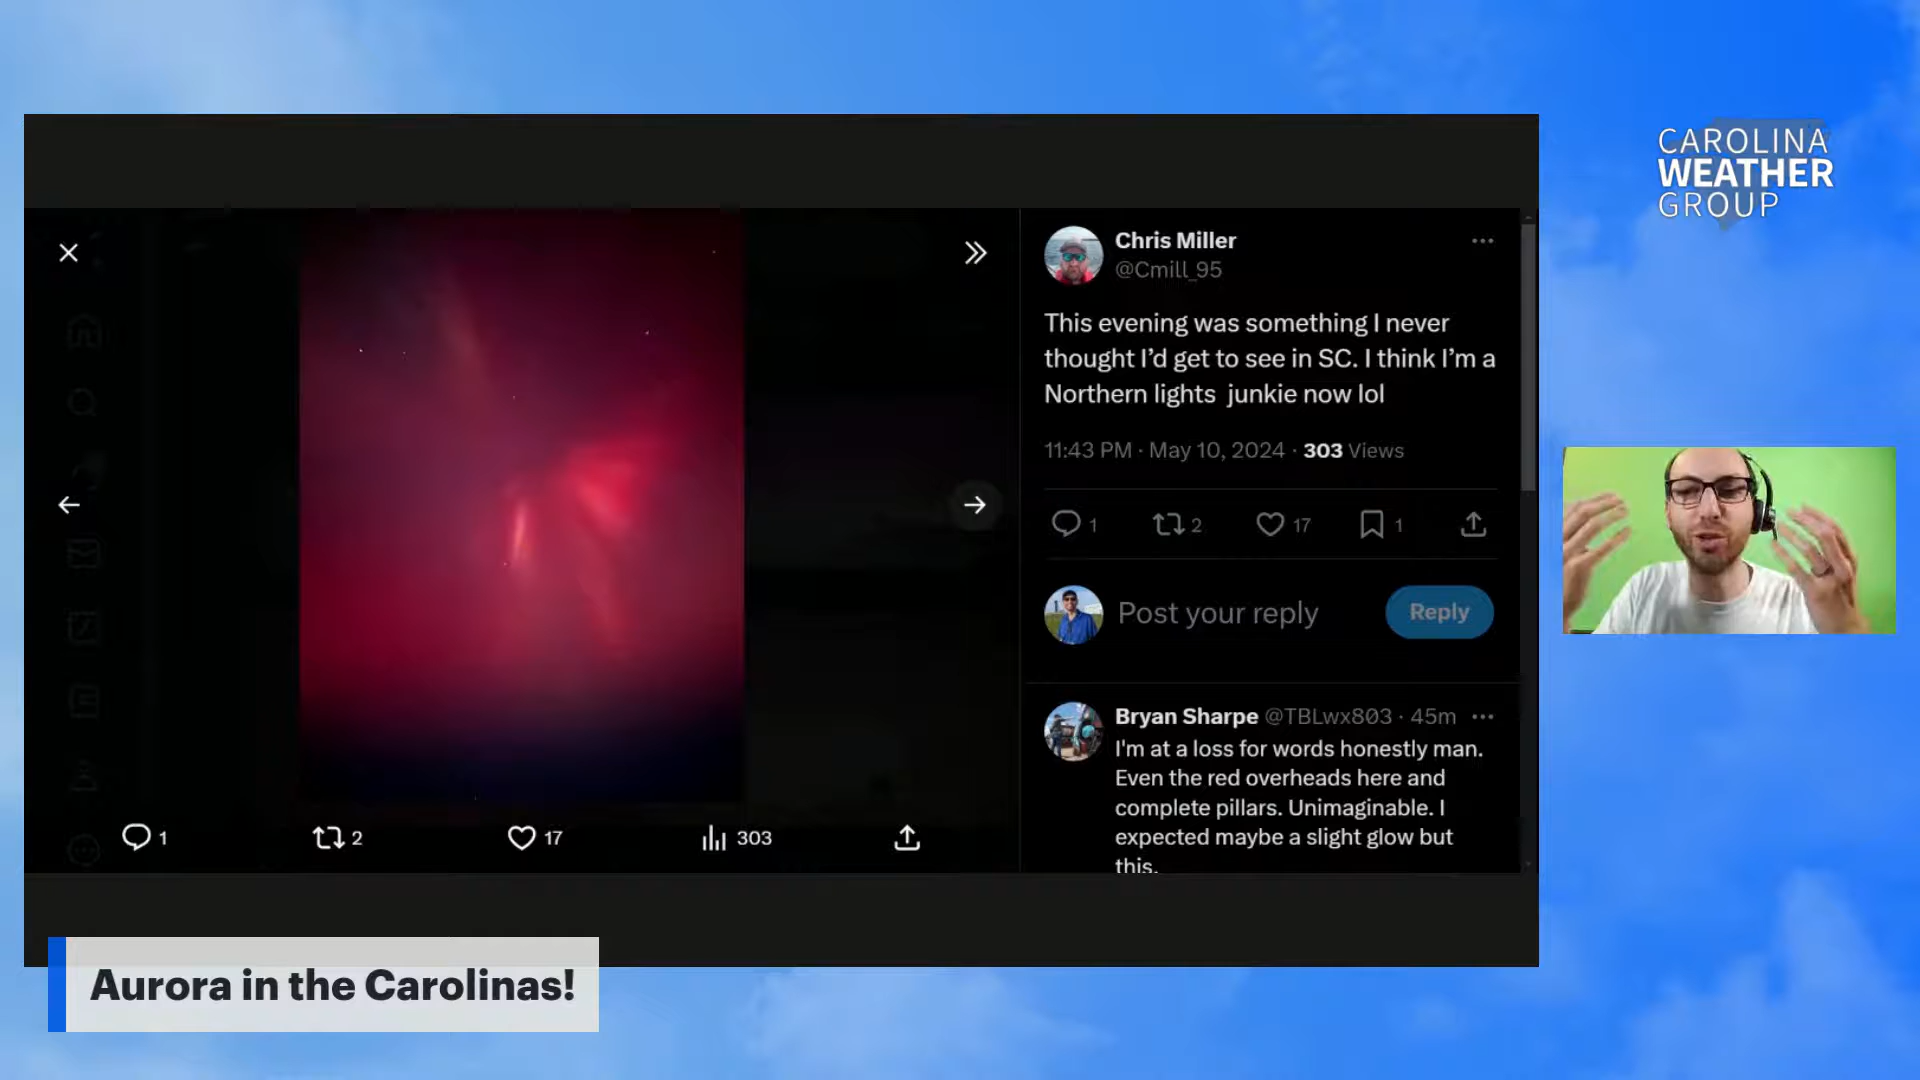 CAROLINA
WEATHER
GROUP
Chris Miller
@Cmill_95
This evening was something I never
thought I’d get to see in SC. I think I’m a
Northern lights  junkie now lol
11:43 PM · May 10, 2024 · 303 Views
1 2 17 1
Post your reply
Reply
Bryan Sharpe @TBLwx803 · 45m
I'm at a loss for words honestly man.
Even the red overheads here and
complete pillars. Unimaginable. I
expected maybe a slight glow but
this.
1 2 17 303
Aurora in the Carolinas!